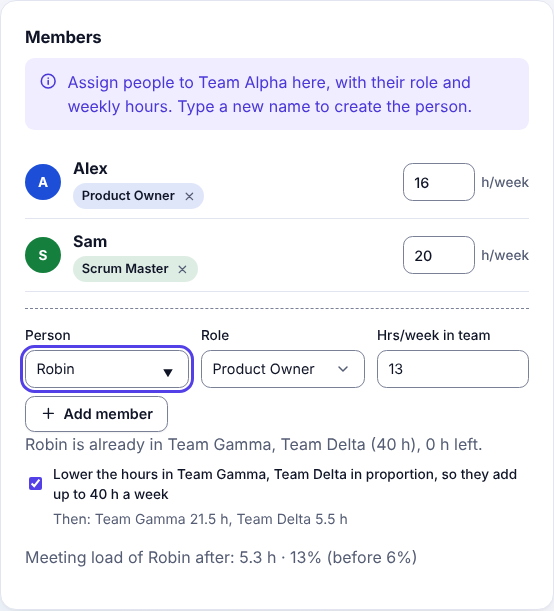 Members
Assign people to Team Alpha here, with their role and
weekly hours. Type a new name to create the person.
A
Alex
Product Owner ×
16 h/week
S
Sam
Scrum Master ×
20 h/week
Person Role Hrs/week in team
Robin Product Owner 13
+ Add member
Robin is already in Team Gamma, Team Delta (40 h), 0 h left.
Lower the hours in Team Gamma, Team Delta in proportion, so they add
up to 40 h a week
Then: Team Gamma 21.5 h, Team Delta 5.5 h
Meeting load of Robin after: 5.3 h · 13% (before 6%)